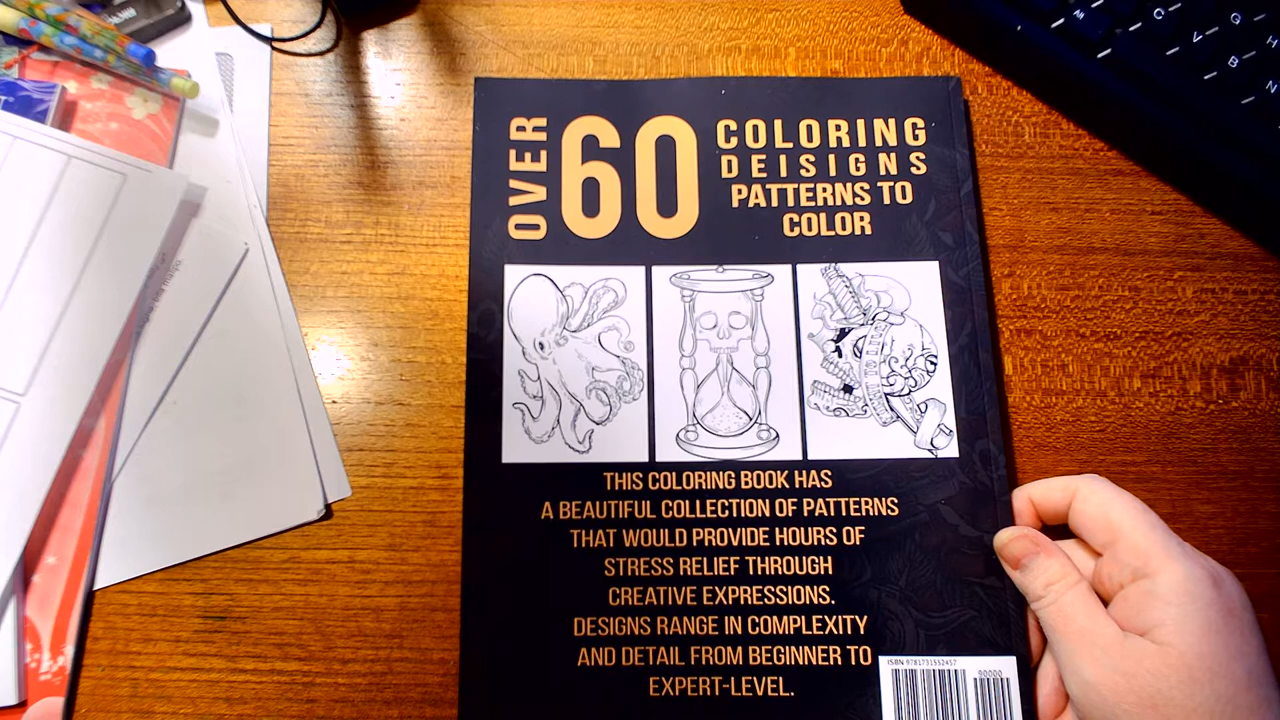 OVER
60
COLORING
DEISIGNS
PATTERNS TO
COLOR
THIS COLORING BOOK HAS
A BEAUTIFUL COLLECTION OF PATTERNS
THAT WOULD PROVIDE HOURS OF
STRESS RELIEF THROUGH
CREATIVE EXPRESSIONS.
DESIGNS RANGE IN COMPLEXITY
AND DETAIL FROM BEGINNER TO
EXPERT-LEVEL.
ISBN 9781731552457
90000